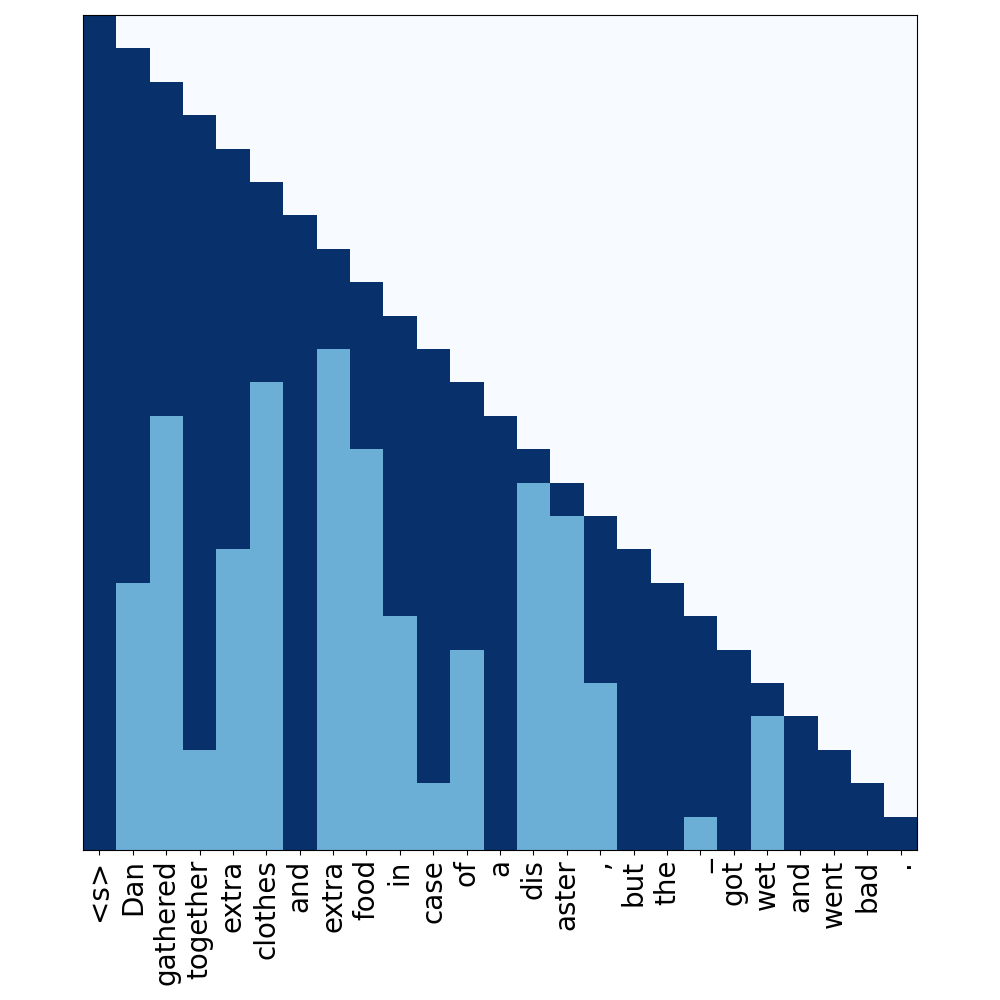 <s>
Dan
gathered
together
extra
clothes
and
extra
food
in
case
of
a
dis
aster
,
but
the
_
got
wet
and
went
bad
.